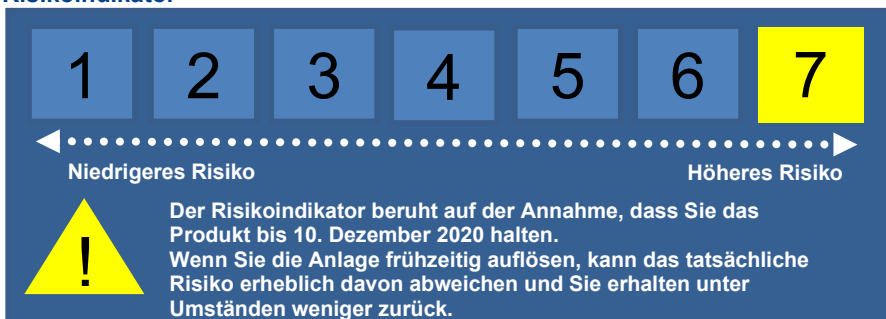 Risikoindikator
1 2 3 4 5 6 7
Niedrigeres Risiko Höheres Risiko
!
Der Risikoindikator beruht auf der Annahme, dass Sie das
Produkt bis 10. Dezember 2020 halten.
Wenn Sie die Anlage frühzeitig auflösen, kann das tatsächliche
Risiko erheblich davon abweichen und Sie erhalten unter
Umständen weniger zurück.